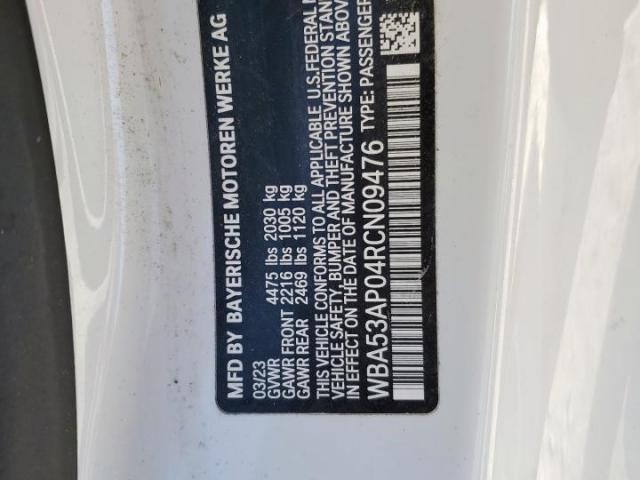 MFD BY BAYERISCHE MOTOREN WERKE AG
03/23
GVWR 4475 lbs 2030 kg
GAWR FRONT 2216 lbs 1005 kg
GAWR REAR 2469 lbs 1120 kg
THIS VEHICLE CONFORMS TO ALL APPLICABLE U.S.FEDERAL
VEHICLE SAFETY, BUMPER AND THEFT PREVENTION STAN
IN EFFECT ON THE DATE OF MANUFACTURE SHOWN ABOVE
WBA53AP04RCN09476 TYPE: PASSENGER